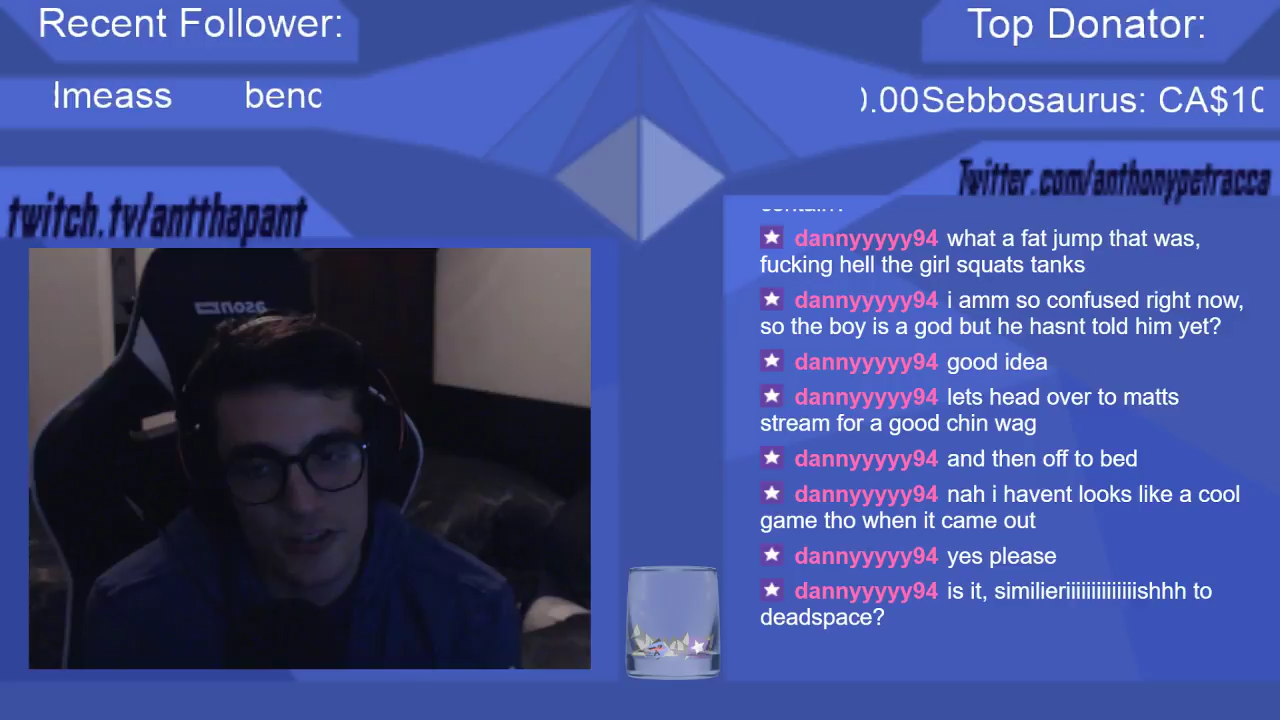 Recent Follower:
Top Donator:
lmeass benc
0.00Sebbosaurus: CA$10
Twitter.com/anthonypetracca
twitch.tv/antthapant
dannyyyyy94 what a fat jump that was,
fucking hell the girl squats tanks
dannyyyyy94 i amm so confused right now,
so the boy is a god but he hasnt told him yet?
dannyyyyy94 good idea
dannyyyyy94 lets head over to matts
stream for a good chin wag
dannyyyyy94 and then off to bed
dannyyyyy94 nah i havent looks like a cool
game tho when it came out
dannyyyyy94 yes please
dannyyyyy94 is it, similieriiiiiiiiiiiiishhh to
deadspace?